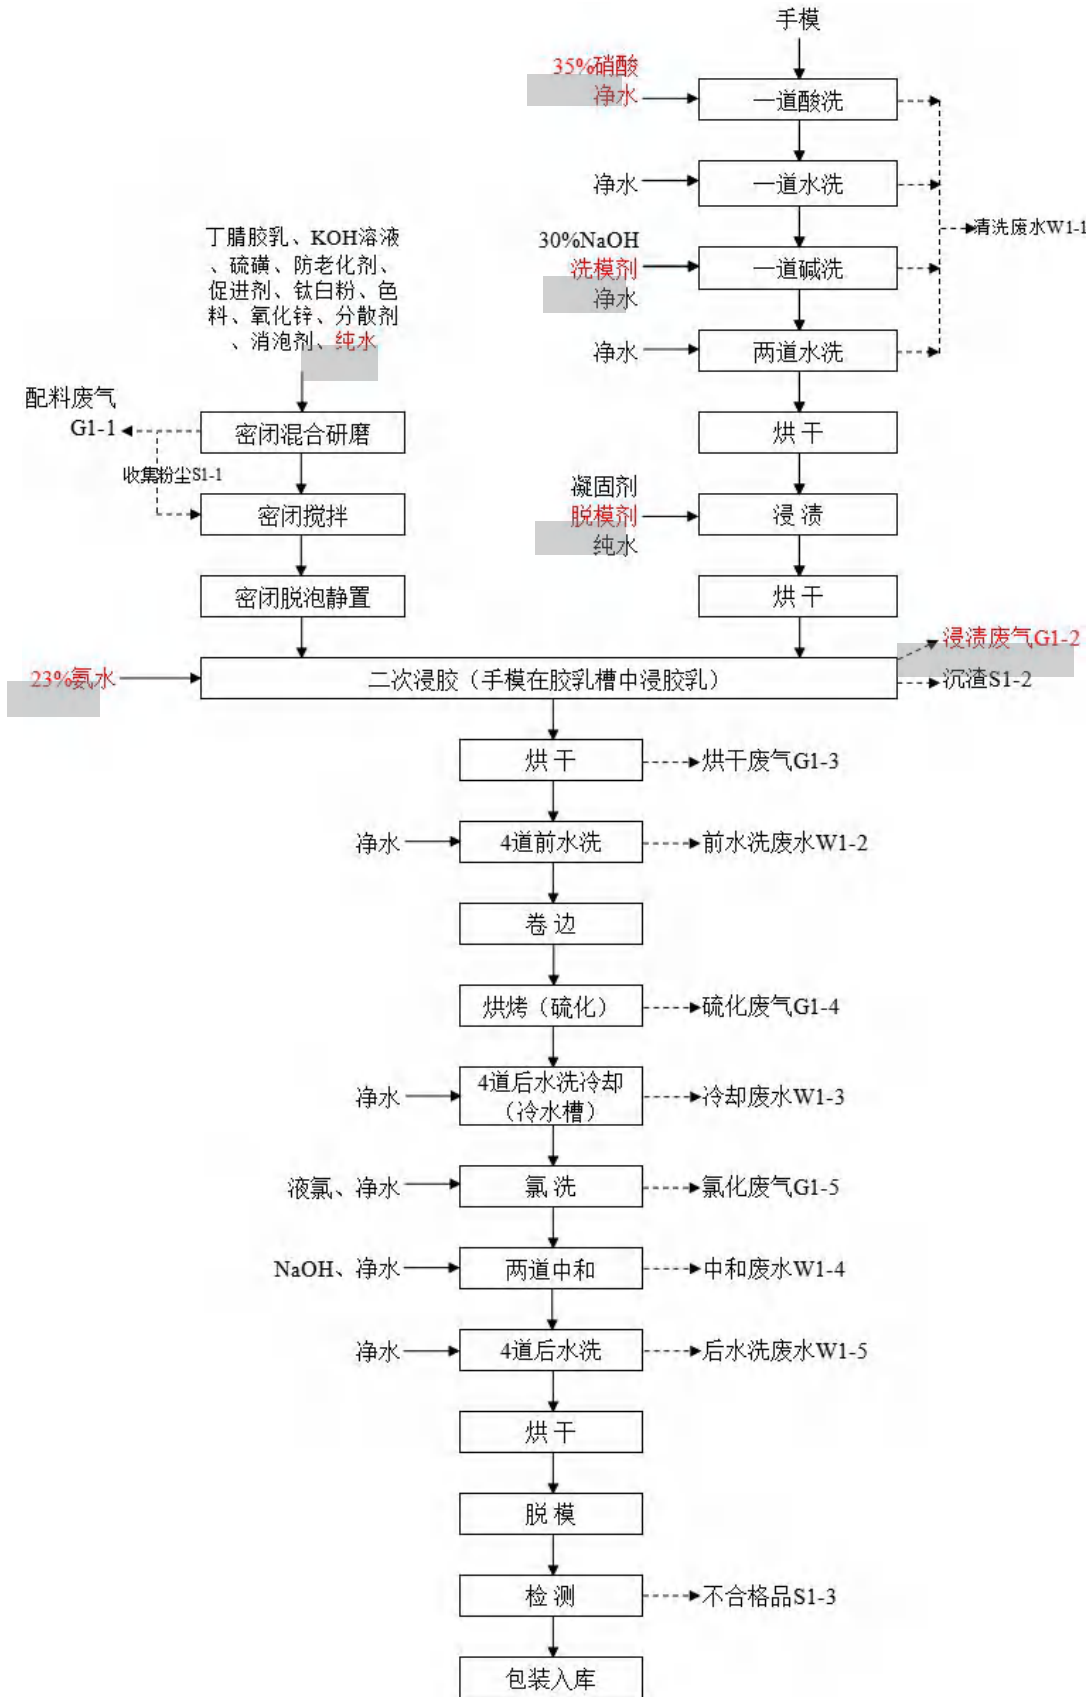 手模
35%硝酸
净水
一道酸洗
净水
一道水洗
清洗废水W1-1
30%NaOH
洗模剂
净水
一道碱洗
净水
两道水洗
烘干
凝固剂
脱模剂
纯水
浸渍
烘干
丁腈胶乳、KOH溶液
、硫磺、防老化剂、
促进剂、钛白粉、色
料、氧化锌、分散剂
、消泡剂、纯水
配料废气
G1-1
密闭混合研磨
收集粉尘S1-1
密闭搅拌
密闭脱泡静置
23%氨水
二次浸胶（手模在胶乳槽中浸胶乳）
浸渍废气G1-2
沉渣S1-2
烘干
烘干废气G1-3
净水
4道前水洗
前水洗废水W1-2
卷边
烘烤（硫化）
硫化废气G1-4
净水
4道后水洗冷却
（冷水槽）
冷却废水W1-3
液氯、净水
氯洗
氯化废气G1-5
NaOH、净水
两道中和
中和废水W1-4
净水
4道后水洗
后水洗废水W1-5
烘干
脱模
检测
不合格品S1-3
包装入库